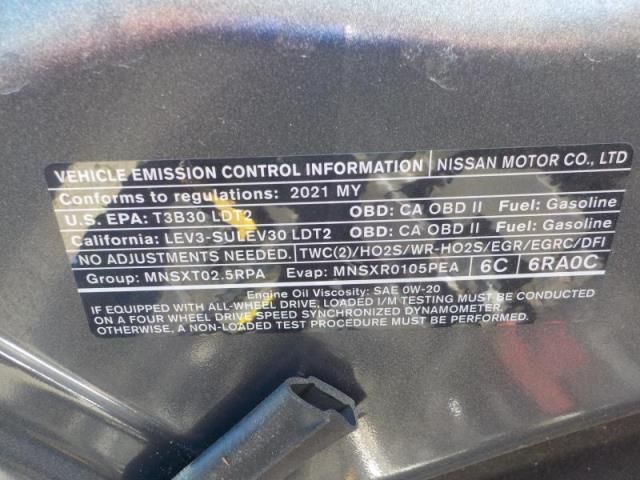 VEHICLE EMISSION CONTROL INFORMATION NISSAN MOTOR CO., LTD
Conforms to regulations: 2021 MY
U.S. EPA: T3B30 LDT2 OBD: CA OBD II Fuel: Gasoline
California: LEV3-SULEV30 LDT2 OBD: CA OBD II Fuel: Gasoline
NO ADJUSTMENTS NEEDED. TWC(2)/HO2S/WR-HO2S/EGR/EGRC/DFI
Group: MNSXT02.5RPA Evap: MNSXR0105PEA 6C 6RA0C
Engine Oil Viscosity: SAE 0W-20
IF EQUIPPED WITH ALL-WHEEL DRIVE, LOADED I/M TESTING MUST BE CONDUCTED
ON A FOUR WHEEL DRIVE SPEED SYNCHRONIZED DYNAMOMETER.
OTHERWISE, A NON-LOADED TEST PROCEDURE MUST BE PERFORMED.